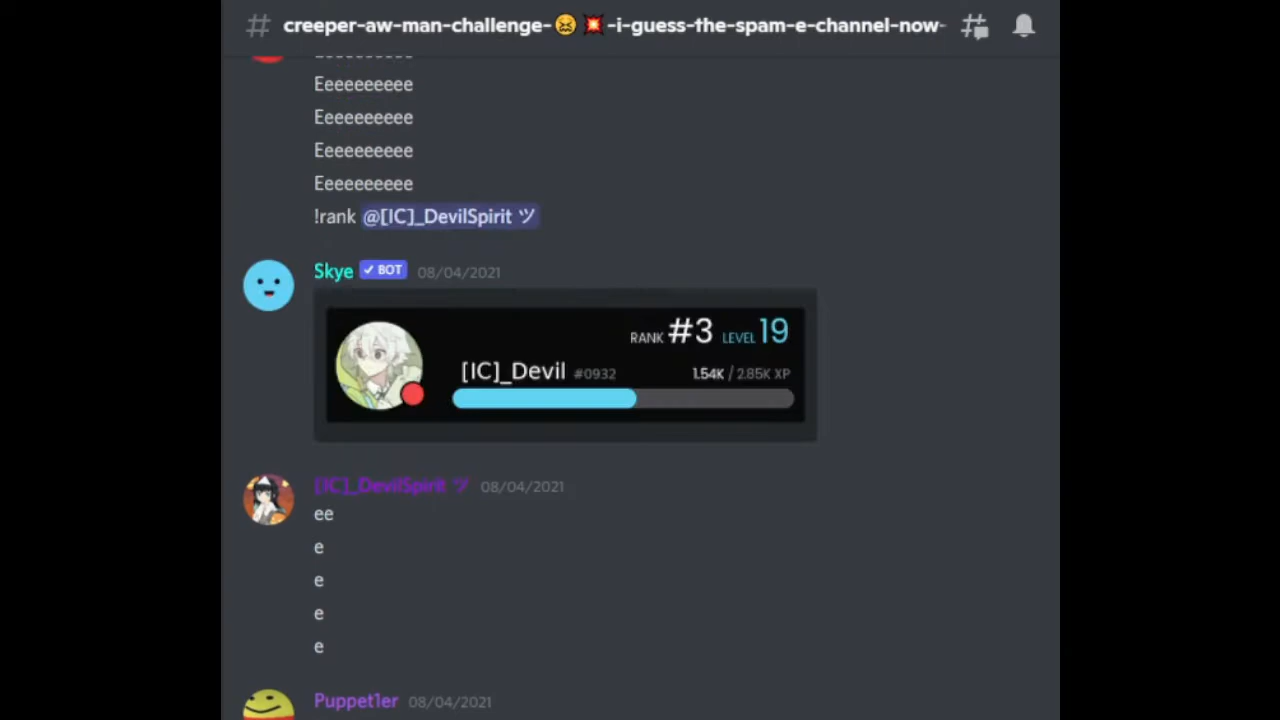 # creeper-aw-man-challenge-😖💥-i-guess-the-spam-e-channel-now-
Eeeeeeeeee
Eeeeeeeeee
Eeeeeeeeee
Eeeeeeeeee
Eeeeeeeeee
!rank @[IC]_DevilSpirit ツ
Skye ✓ BOT 08/04/2021
RANK #3 LEVEL 19
[IC]_Devil #0932 1.54K / 2.85K XP
[IC]_DevilSpirit ツ 08/04/2021
ee
e
e
e
e
Puppet1er 08/04/2021